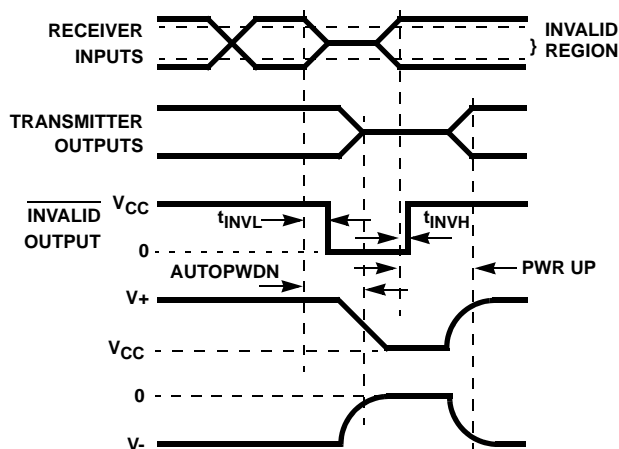 RECEIVER
INPUTS
INVALID
} REGION
TRANSMITTER
OUTPUTS
INVALID
OUTPUT
VCC
0
tINVL
tINVH
AUTOPWDN
PWR UP
V+
VCC
0
V-